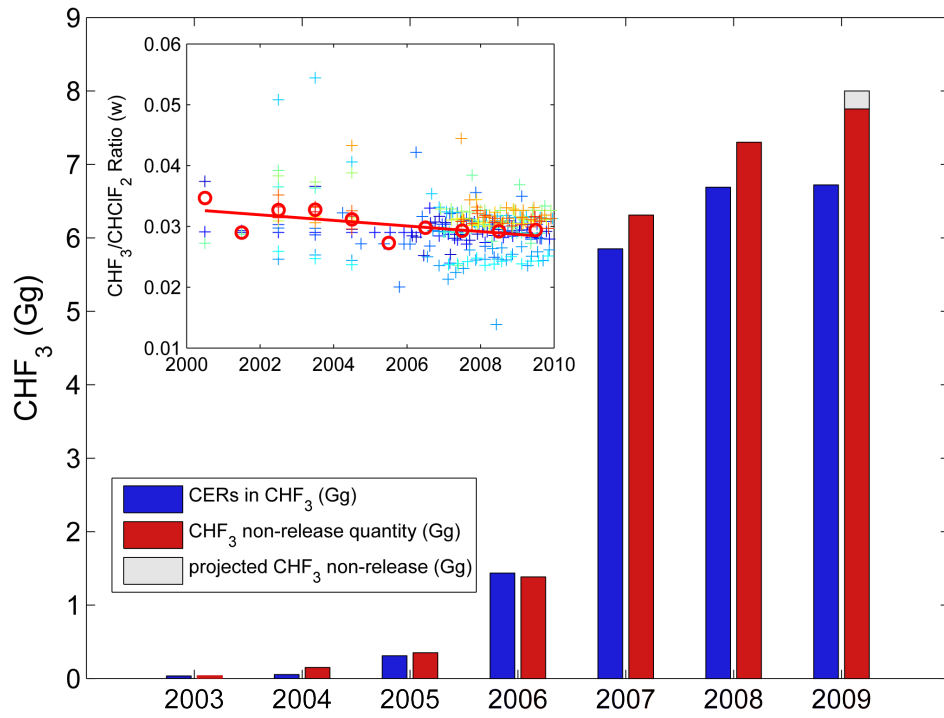 9
8
7
6
5
4
3
2
1
0
CHF3 (Gg)
0.06
0.05
0.04
0.03
0.02
0.01
CHF3/CHClF2 Ratio (w)
2000 2002 2004 2006 2008 2010
CERs in CHF3 (Gg)
CHF3 non-release quantity (Gg)
projected CHF3 non-release (Gg)
2003 2004 2005 2006 2007 2008 2009